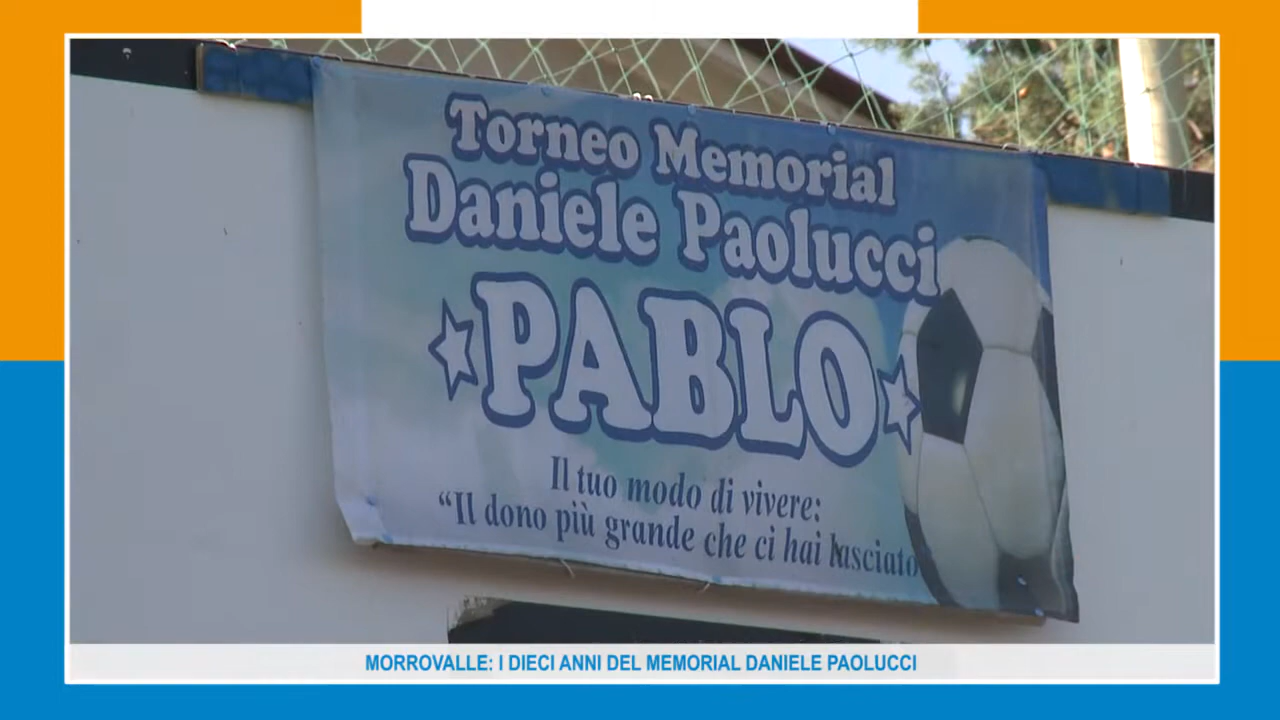 Torneo Memorial
Daniele Paolucci
PABLO
Il tuo modo di vivere:
“Il dono più grande che ci hai lasciato
MORROVALLE: I DIECI ANNI DEL MEMORIAL DANIELE PAOLUCCI